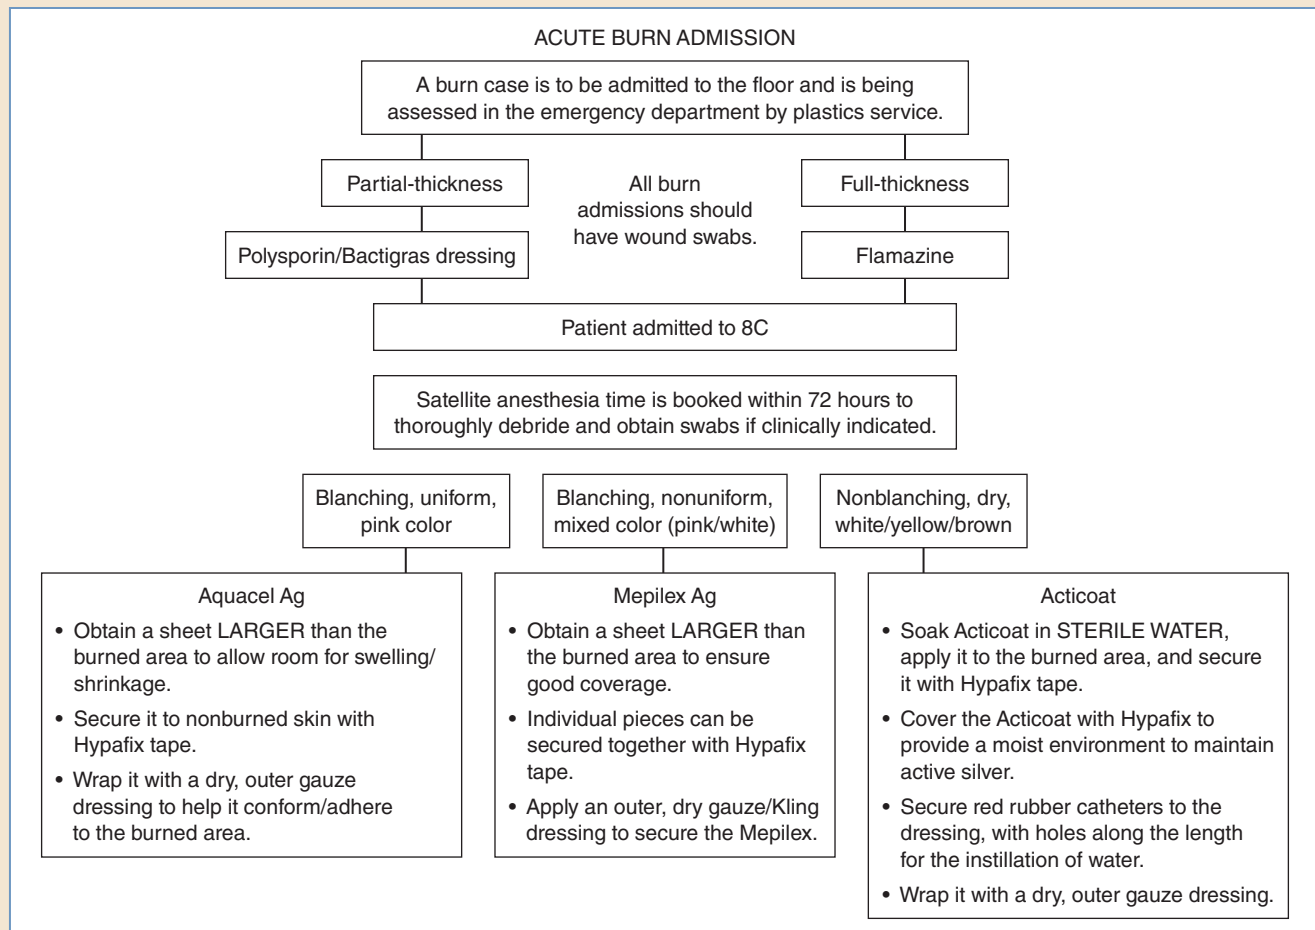 ACUTE BURN ADMISSION
A burn case is to be admitted to the floor and is being
assessed in the emergency department by plastics service.
Partial-thickness
All burn
admissions should
have wound swabs.
Full-thickness
Polysporin/Bactigras dressing
Flamazine
Patient admitted to 8C
Satellite anesthesia time is booked within 72 hours to
thoroughly debride and obtain swabs if clinically indicated.
Blanching, uniform,
pink color
Blanching, nonuniform,
mixed color (pink/white)
Nonblanching, dry,
white/yellow/brown
Aquacel Ag
• Obtain a sheet LARGER than the
burned area to allow room for swelling/
shrinkage.
• Secure it to nonburned skin with
Hypafix tape.
• Wrap it with a dry, outer gauze
dressing to help it conform/adhere
to the burned area.
Mepilex Ag
• Obtain a sheet LARGER than
the burned area to ensure
good coverage.
• Individual pieces can be
secured together with Hypafix
tape.
• Apply an outer, dry gauze/Kling
dressing to secure the Mepilex.
Acticoat
• Soak Acticoat in STERILE WATER,
apply it to the burned area, and secure
it with Hypafix tape.
• Cover the Acticoat with Hypafix to
provide a moist environment to maintain
active silver.
• Secure red rubber catheters to the
dressing, with holes along the length
for the instillation of water.
• Wrap it with a dry, outer gauze dressing.